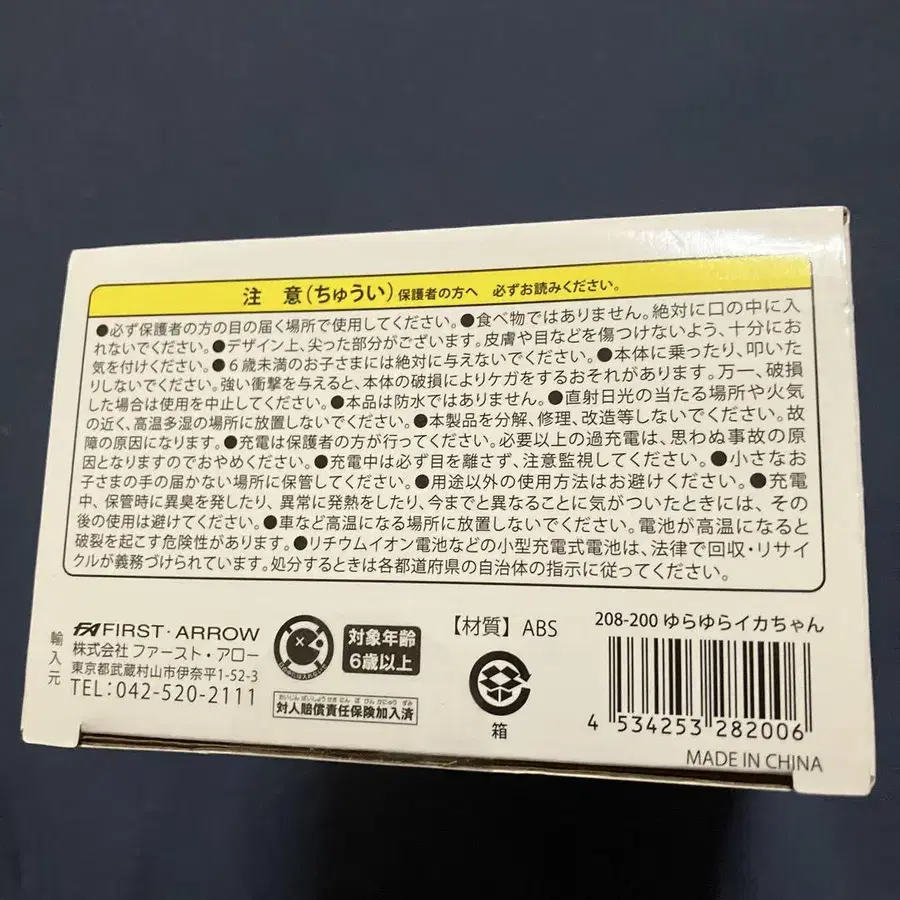 注 意(ちゅうい)保護者の方へ 必ずお読みください。
●必ず保護者の方の目の届く場所で使用してください。●食べ物ではありません。絶対に口の中に入
れないでください。●デザイン上、尖った部分がございます。皮膚や目などを傷つけないよう、十分にお
気を付けください。●6歳未満のお子さまには絶対に与えないでください。●本体に乗ったり、叩いた
りしないでください。強い衝撃を与えると、本体の破損によりケガをするおそれがあります。万一、破損
した場合は使用を中止してください。●本品は防水ではありません。●直射日光の当たる場所や火気
の近く、高温多湿の場所に放置しないでください。●本製品を分解、修理、改造等しないでください。故
障の原因になります。●充電は保護者の方が行ってください。必要以上の過充電は、思わぬ事故の原
因となりますのでおやめください。●充電中は必ず目を離さず、注意監視してください。●小さなお
子さまの手の届かない場所に保管してください。●用途以外の使用方法はお避けください。●充電
中、保管時に異臭を発したり、異常に発熱をしたり、今までと異なることに気がついたときには、その
後の使用は避けてください。●車など高温になる場所に放置しないでください。電池が高温になると
破裂を起こす危険性があります。●リチウムイオン電池などの小型充電式電池は、法律で回収・リサイ
クルが義務づけられています。処分するときは各都道府県の自治体の指示に従ってください。
輸入元
FA FIRST・ARROW
株式会社 ファースト・アロー
東京都武蔵村山市伊奈平1-52-3
TEL:042-520-2111
対象年齢
6歳以上
たいじんばいしょうせきにんほけんかにゅうずみ
対人賠償責任保険加入済
【材質】ABS
箱
208-200 ゆらゆらイカちゃん
4 534253 282006
MADE IN CHINA